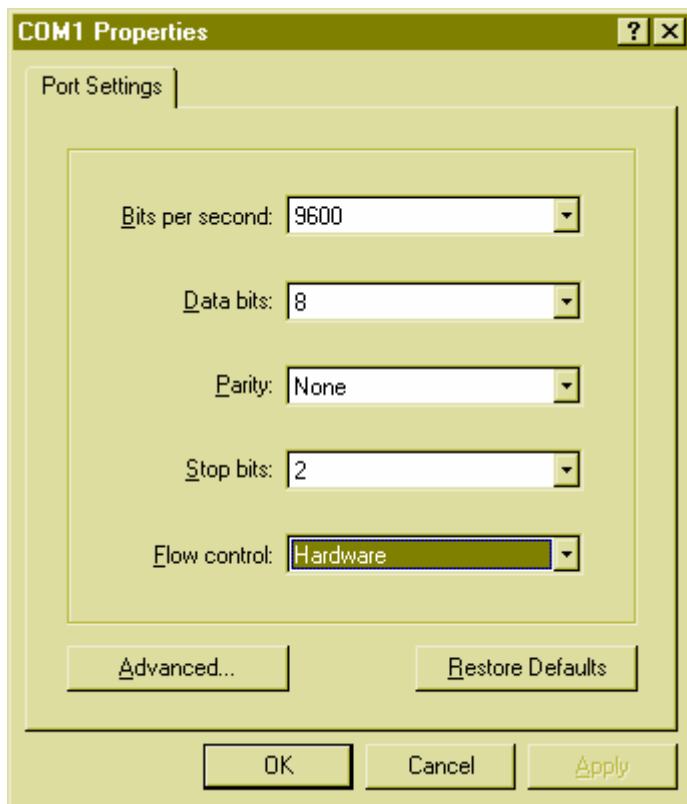 COM1 Properties
Port Settings
Bits per second: 9600
Data bits: 8
Parity: None
Stop bits: 2
Flow control: Hardware
Advanced... Restore Defaults
OK Cancel Apply